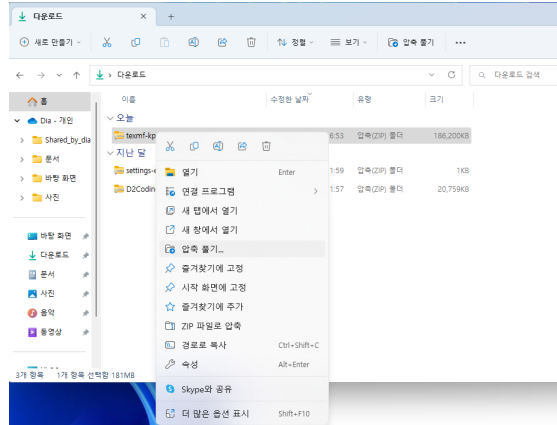 다운로드
새로 만들기
정렬
보기
압축 풀기
다운로드
다운로드 검색
홈
이름
수정한 날짜
유형
크기
Dia - 개인
오늘
Shared_by_dia
texmf-kp
6:53
압축(ZIP) 폴더
186,200KB
문서
지난 달
바탕 화면
settings-e
1:59
압축(ZIP) 폴더
1KB
사진
D2Codin
1:57
압축(ZIP) 폴더
20,759KB
바탕 화면
다운로드
문서
사진
음악
동영상
열기 Enter
연결 프로그램
새 탭에서 열기
새 창에서 열기
압축 풀기...
즐겨찾기에 고정
시작 화면에 고정
즐겨찾기에 추가
ZIP 파일로 압축
경로로 복사 Ctrl+Shift+C
속성 Alt+Enter
Skype와 공유
더 많은 옵션 표시 Shift+F10
3개 항목 1개 항목 선택함 181MB